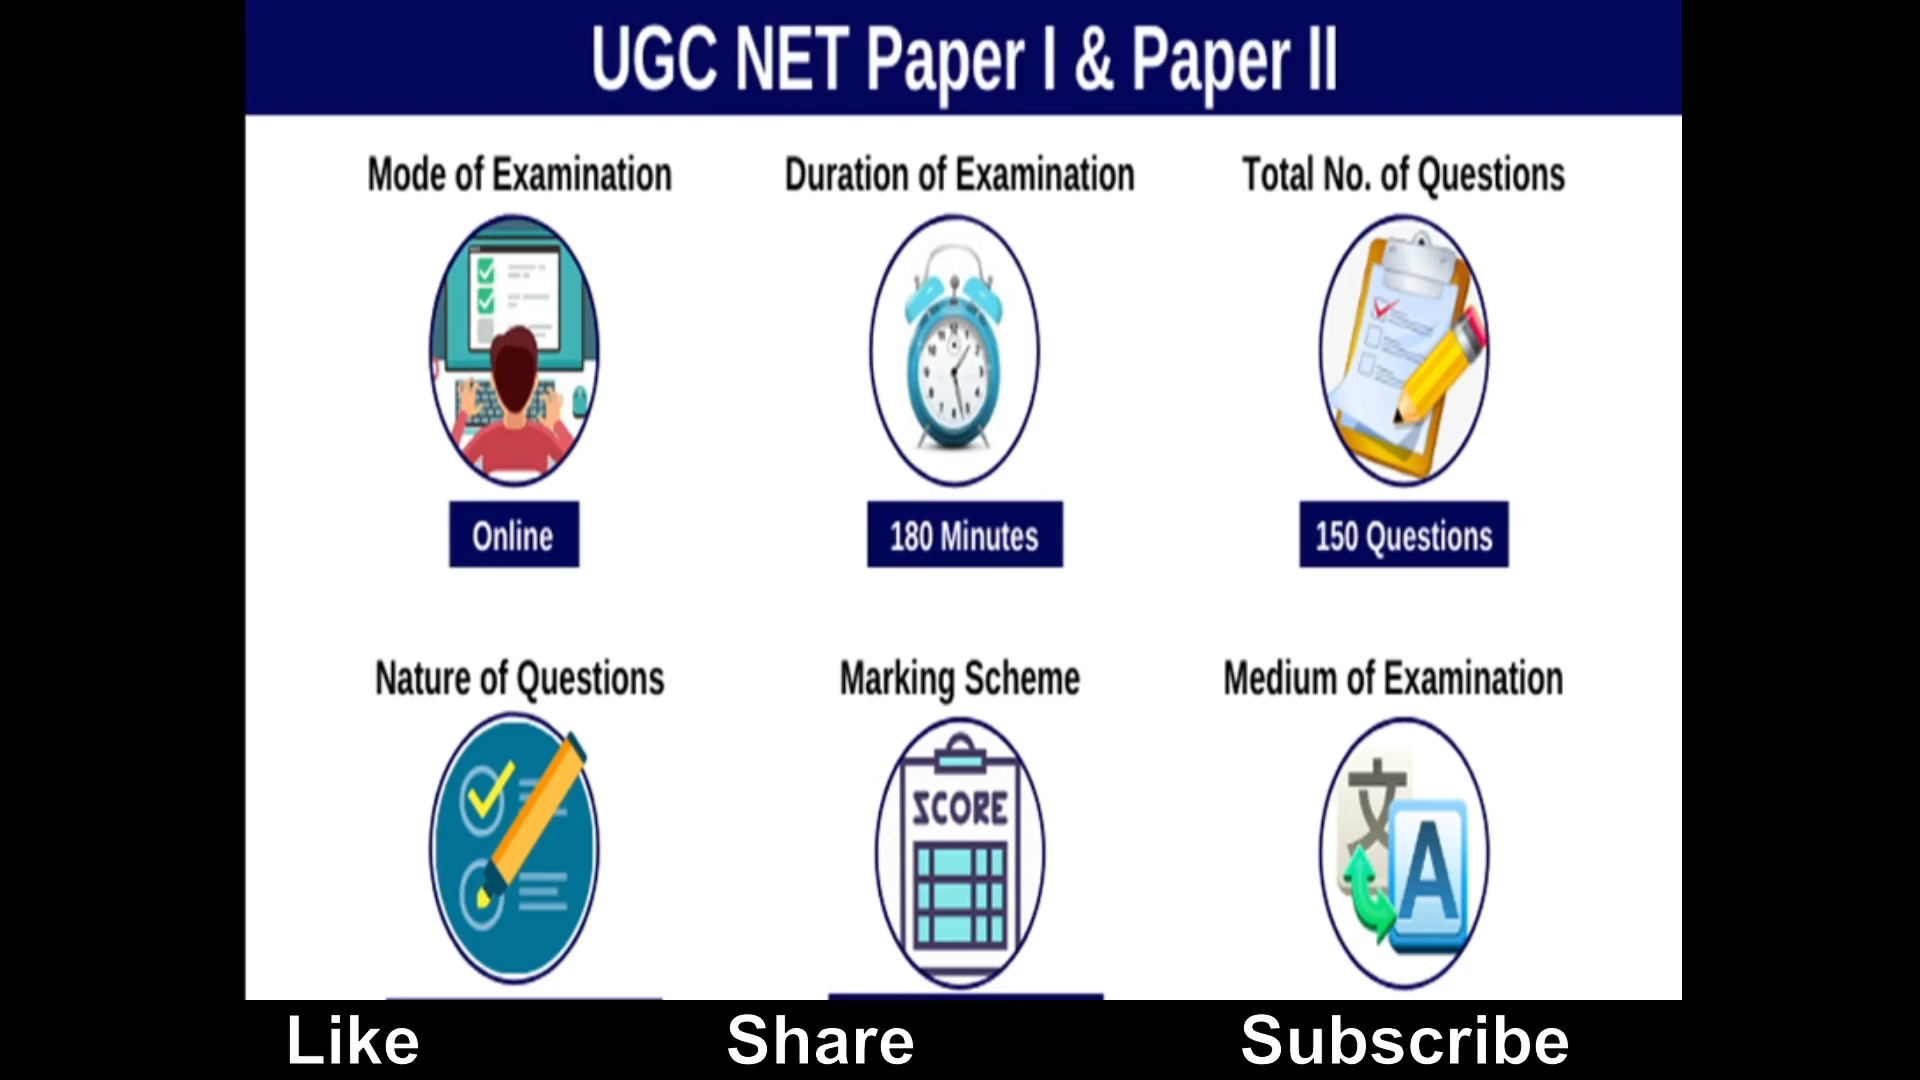 UGC NET Paper I & Paper II
Mode of Examination
Duration of Examination
Total No. of Questions
Online
180 Minutes
150 Questions
Nature of Questions
Marking Scheme
Medium of Examination
SCORE
文
A
Like
Share
Subscribe